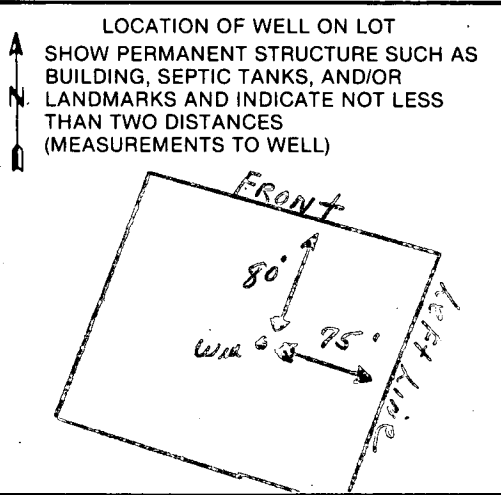 LOCATION OF WELL ON LOT
SHOW PERMANENT STRUCTURE SUCH AS
BUILDING, SEPTIC TANKS, AND/OR
N LANDMARKS AND INDICATE NOT LESS
THAN TWO DISTANCES
(MEASUREMENTS TO WELL)
FRONT
80'
Well
75'
Left Line